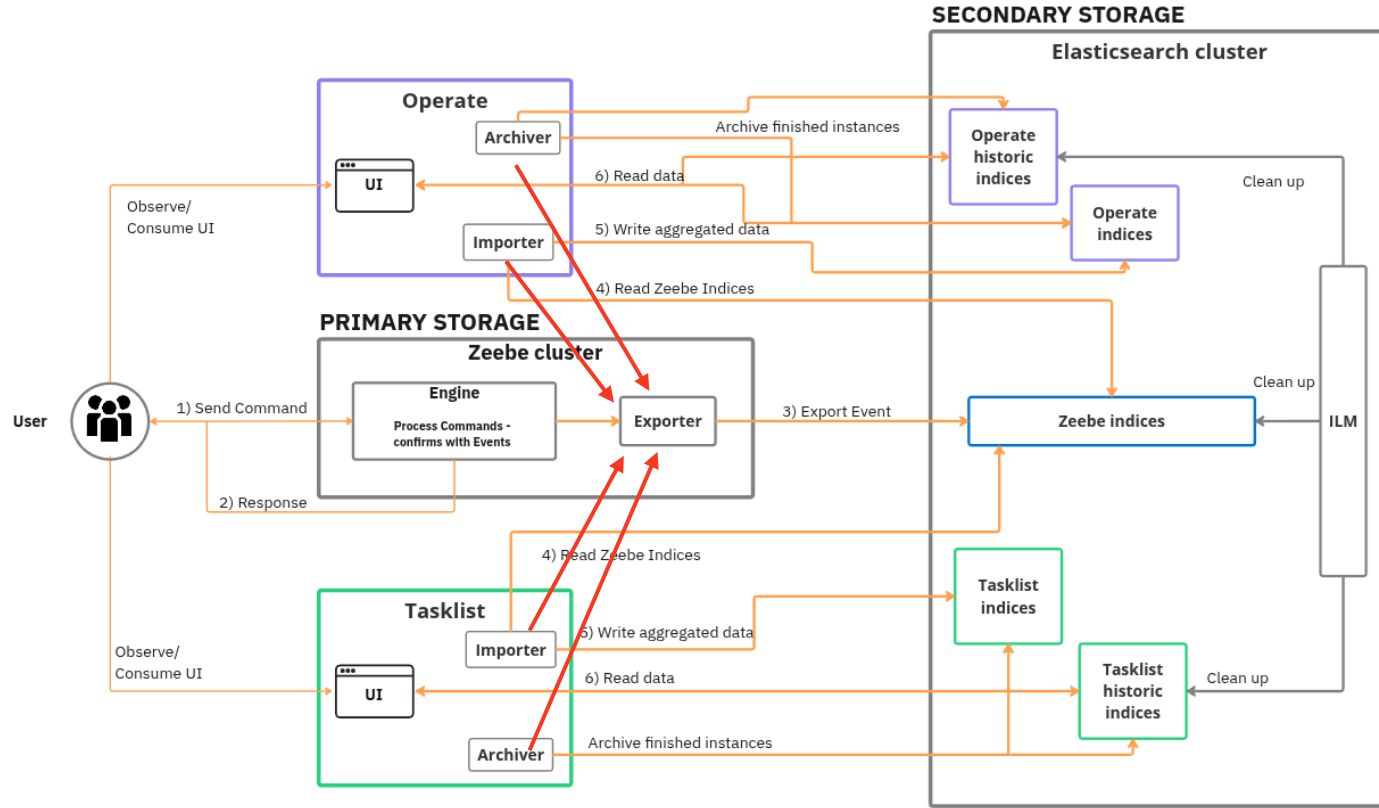 SECONDARY STORAGE
Elasticsearch cluster
Operate
Archiver
UI
Importer
Archive finished instances
6) Read data
5) Write aggregated data
4) Read Zeebe Indices
Operate
historic
indices
Operate
indices
Clean up
Observe/
Consume UI
PRIMARY STORAGE
Zeebe cluster
Engine
Process Commands -
confirms with Events
Exporter
User
1) Send Command
2) Response
3) Export Event
Zeebe indices
Clean up
ILM
4) Read Zeebe Indices
Tasklist
Importer
UI
Archiver
Observe/
Consume UI
5) Write aggregated data
6) Read data
Archive finished instances
Tasklist
indices
Tasklist
historic
indices
Clean up